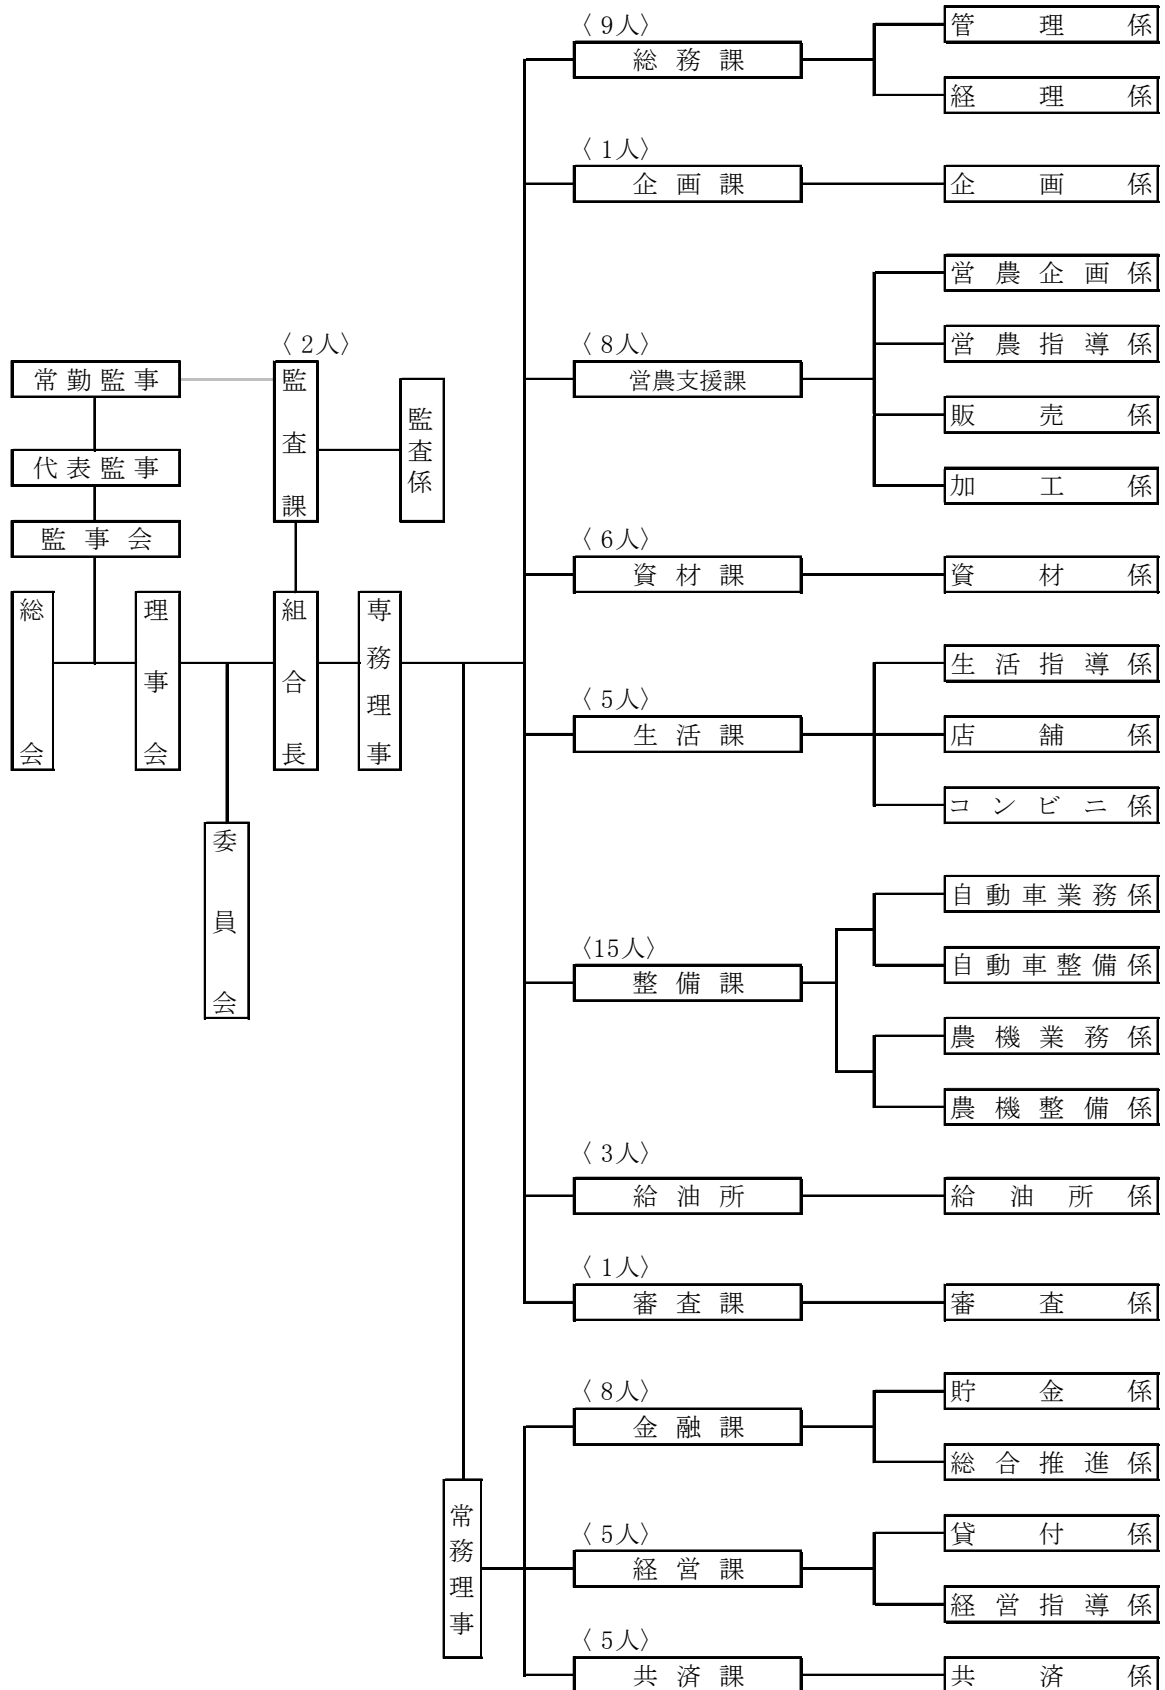 〈 9人〉
総務課
管理係
経理係
〈 1人〉
企画課
企画係
〈 8人〉
営農支援課
営農企画係
営農指導係
販売係
加工係
〈 2人〉
監査課
監査係
常勤監事
代表監事
監事会
総会
理事会
組合長
専務理事
委員会
〈 6人〉
資材課
資材係
〈 5人〉
生活課
生活指導係
店舗係
コンビニ係
〈15人〉
整備課
自動車業務係
自動車整備係
農機業務係
農機整備係
〈 3人〉
給油所
給油所係
〈 1人〉
審査課
審査係
常務理事
〈 8人〉
金融課
貯金係
総合推進係
〈 5人〉
経営課
貸付係
経営指導係
〈 5人〉
共済課
共済係